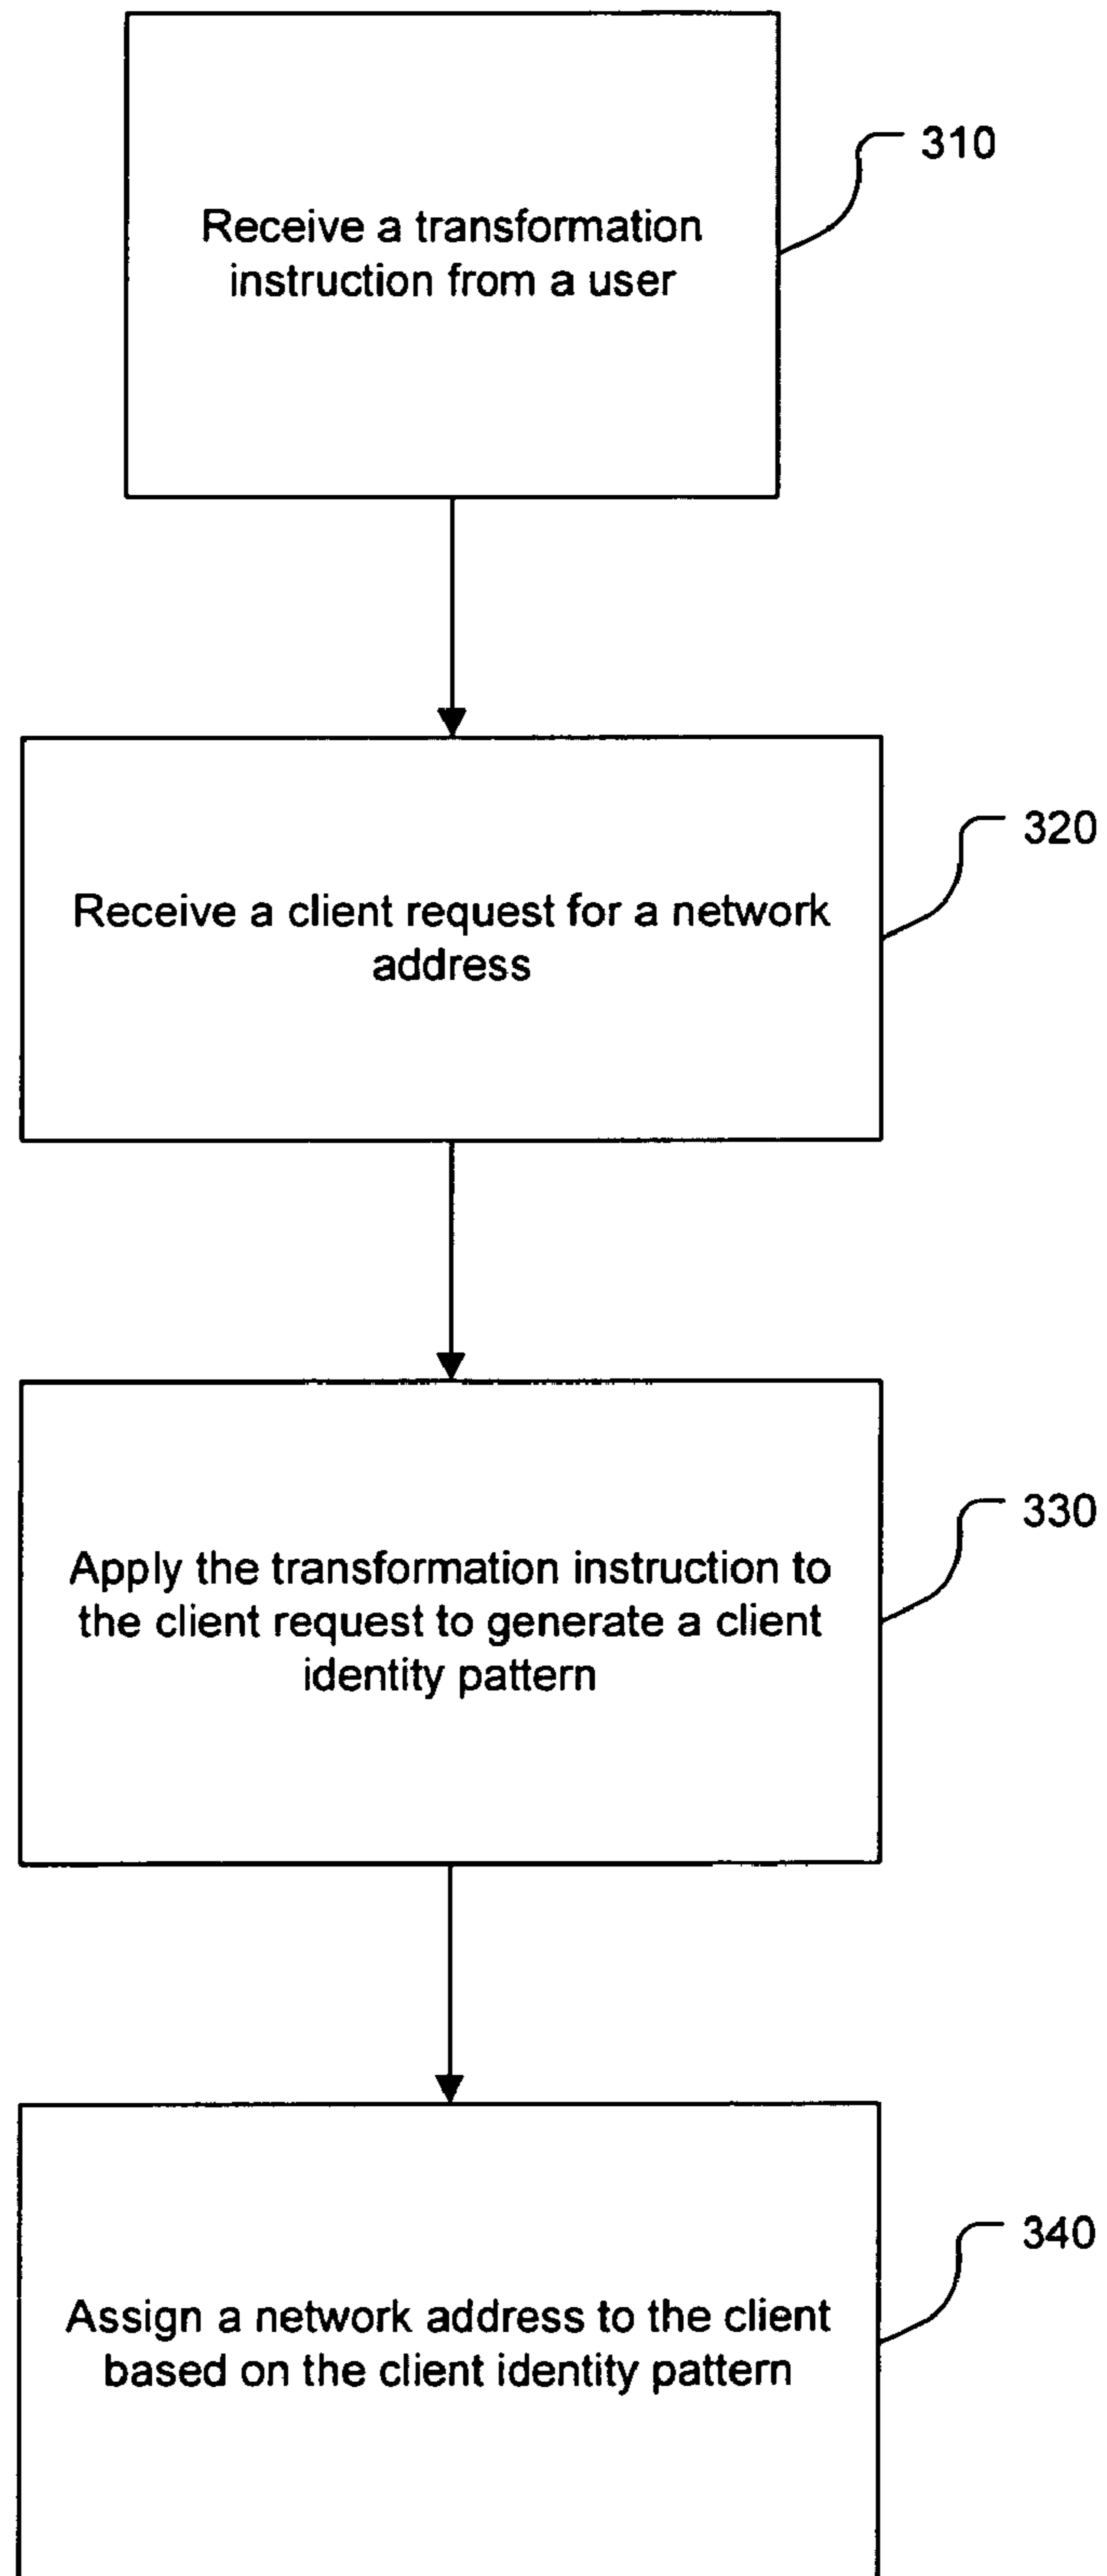 310
Receive a transformation
instruction from a user
320
Receive a client request for a network
address
330
Apply the transformation instruction to
the client request to generate a client
identity pattern
340
Assign a network address to the client
based on the client identity pattern